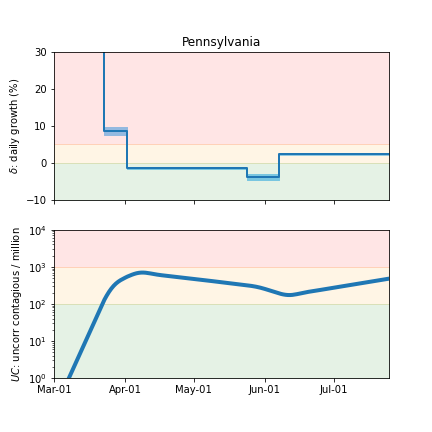 Pennsylvania
30
20
10
0
−10
δ: daily growth (%)
10⁴
10³
10²
10¹
10⁰
UC: uncorr contagious / million
Mar-01 Apr-01 May-01 Jun-01 Jul-01